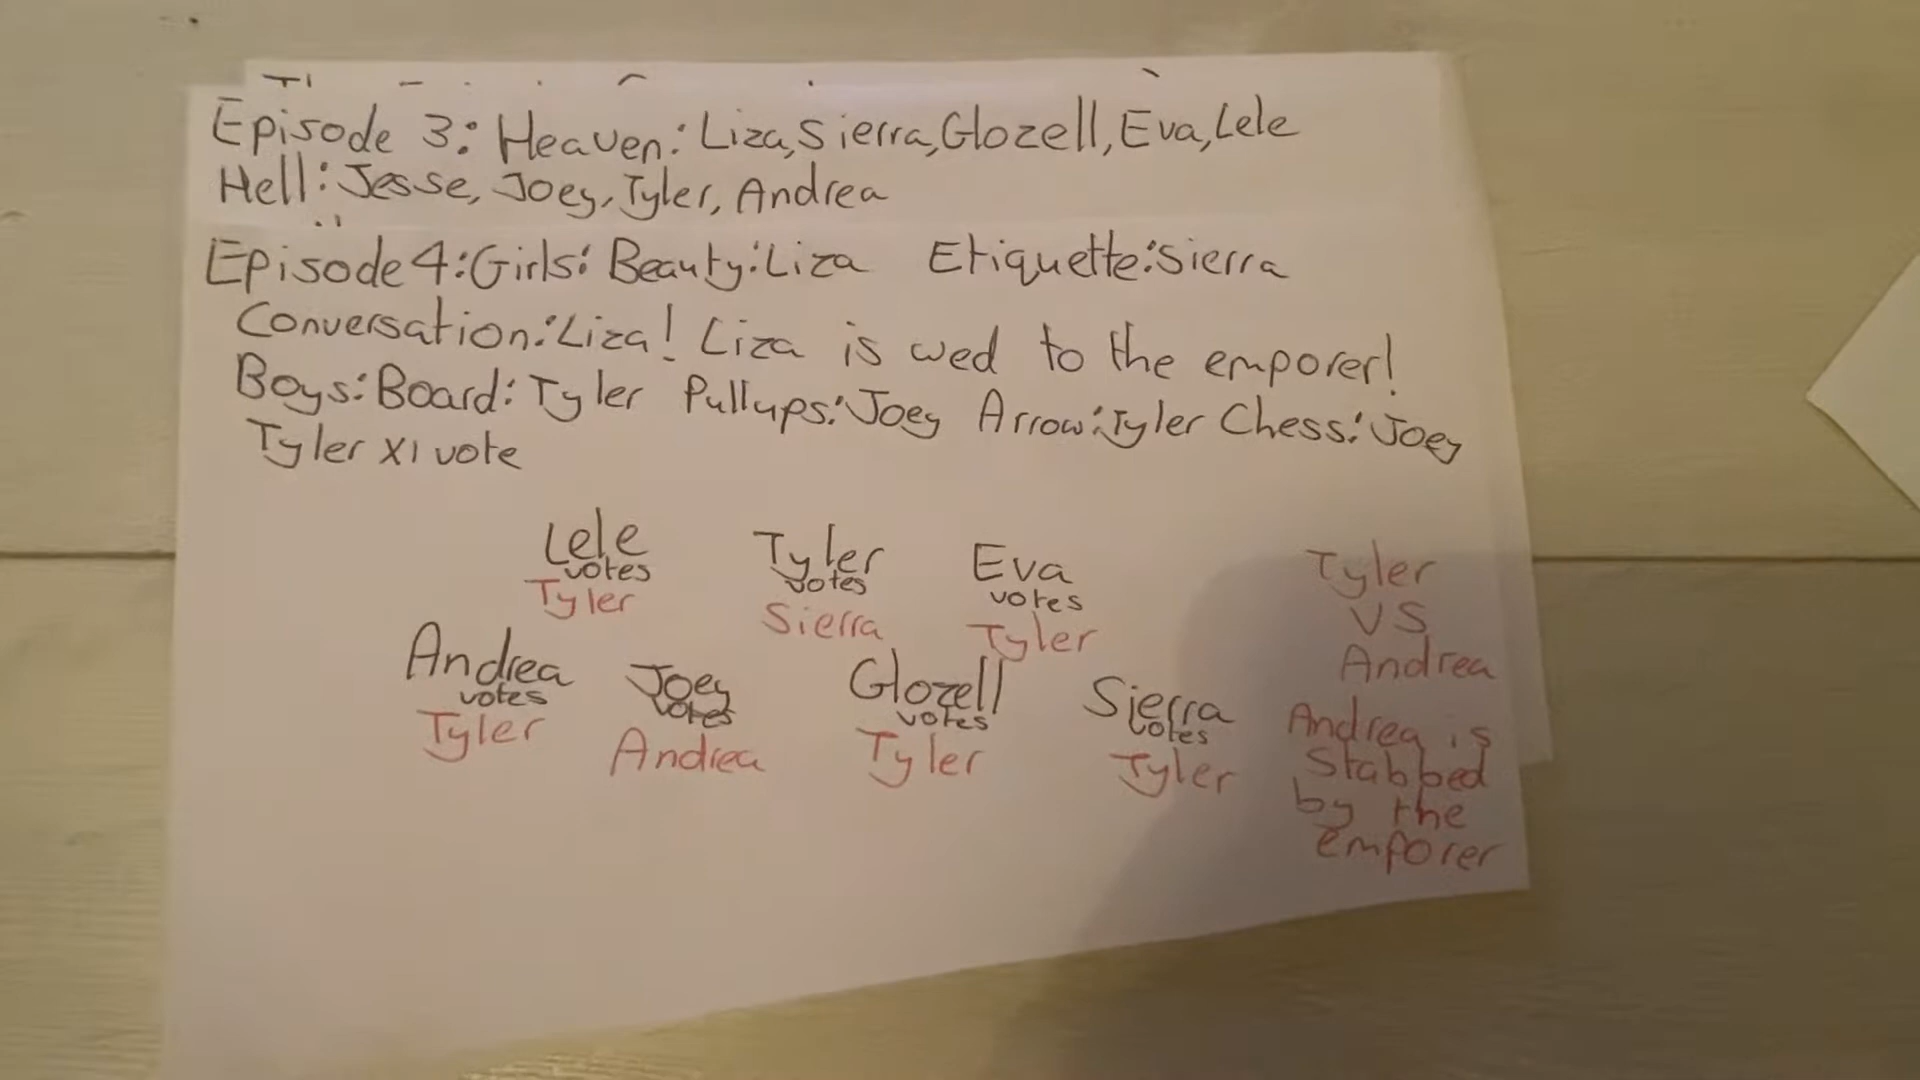 Episode 3: Heaven: Liza, Sierra, Glozell, Eva, Lele
Hell: Jesse, Joey, Tyler, Andrea
Episode 4: Girls: Beauty: Liza Etiquette: Sierra
Conversation: Liza! Liza is wed to the emporer!
Boys: Board: Tyler Pullups: Joey Arrow: Tyler Chess: Joey
Tyler x1 vote
Lele
votes
Tyler
Tyler
votes
Sierra
Eva
votes
Tyler
Andrea
votes
Tyler
Joey
votes
Andrea
Glozell
votes
Tyler
Sierra
votes
Tyler
Tyler
VS
Andrea
Andrea is
Stabbed
by the
emporer